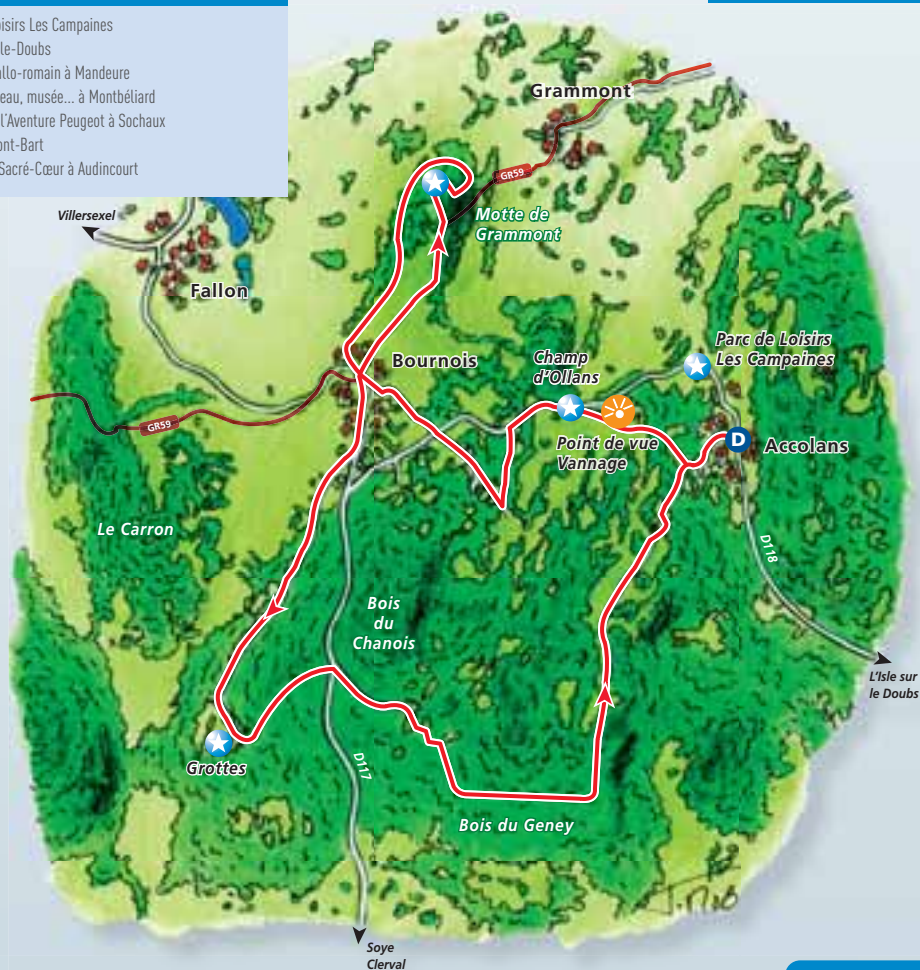 oisirs Les Campaines
le-Doubs
allo-romain à Mandeure
eau, musée... à Montbéliard
l'Aventure Peugeot à Sochaux
ont-Bart
Sacré-Cœur à Audincourt
Grammont
GR59
Villersexel
Motte de
Grammont
Fallon
Bournois
Champ
d'Ollans
Parc de Loisirs
Les Campaines
GR59
Point de vue
Vannage
D
Accolans
Le Carron
D118
Bois
du
Chanois
L'Isle sur
le Doubs
Grottes
D117
Bois du Geney
Soye
Clerval